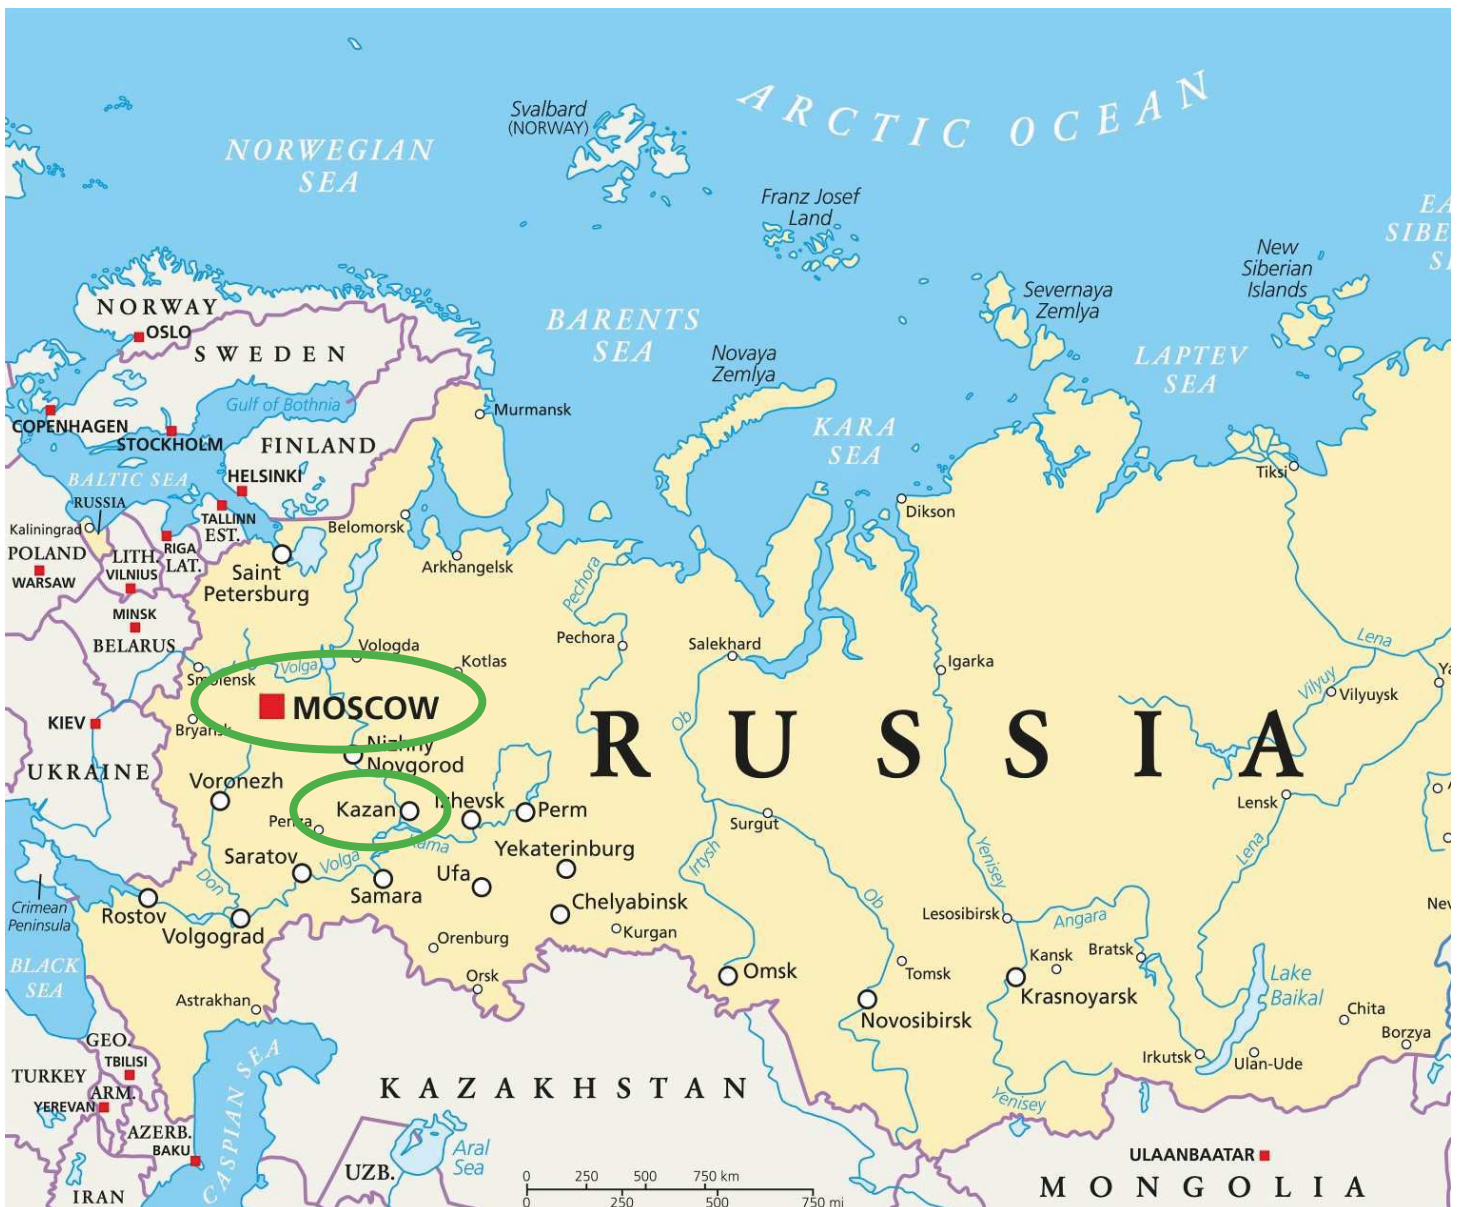 ARCTIC OCEAN
Svalbard
(NORWAY)
NORWEGIAN
SEA
Franz Josef
Land
EA
SIBE
S
New
Siberian
Islands
Severnaya
Zemlya
NORWAY
OSLO
SWEDEN
BARENTS
SEA
Novaya
Zemlya
LAPTEV
SEA
Gulf of Bothnia
Murmansk
COPENHAGEN
STOCKHOLM
FINLAND
KARA
SEA
BALTIC SEA
HELSINKI
Tiksi
RUSSIA
Kaliningrad
TALLINN
EST.
Belomorsk
Dikson
POLAND
WARSAW
LITH.
VILNIUS
RIGA
LAT.
Saint
Petersburg
Arkhangelsk
Pechora
MINSK
BELARUS
Vologda
Pechora
Salekhard
Lena
Volga
Kotlas
Igarka
Ya
Smolensk
Vilyuy
Vilyuysk
KIEV
MOSCOW
Bryansk
Ob
RUSSIA
Nizhny
Novgorod
UKRAINE
Voronezh
Kazan
Izhevsk
Perm
Surgut
Lensk
Penza
Kama
Saratov
Volga
Yekaterinburg
Irtysh
Yenisey
Lena
Don
Samara
Ufa
Chelyabinsk
Ob
Crimean
Peninsula
Rostov
Volgograd
Orenburg
Kurgan
Lesosibirsk
Angara
Nev
BLACK
SEA
Orsk
Omsk
Tomsk
Kansk
Bratsk
Lake
Baikal
Astrakhan
Novosibirsk
Krasnoyarsk
Chita
Borzya
GEO.
TBILISI
Irkutsk
Ulan-Ude
TURKEY
ARM.
YEREVAN
KAZAKHSTAN
Yenisey
AZERB.
BAKU
CASPIAN SEA
Aral
Sea
UZB.
ULAANBAATAR
IRAN
MONGOLIA
0 250 500 750 km
0 250 500 750 mi